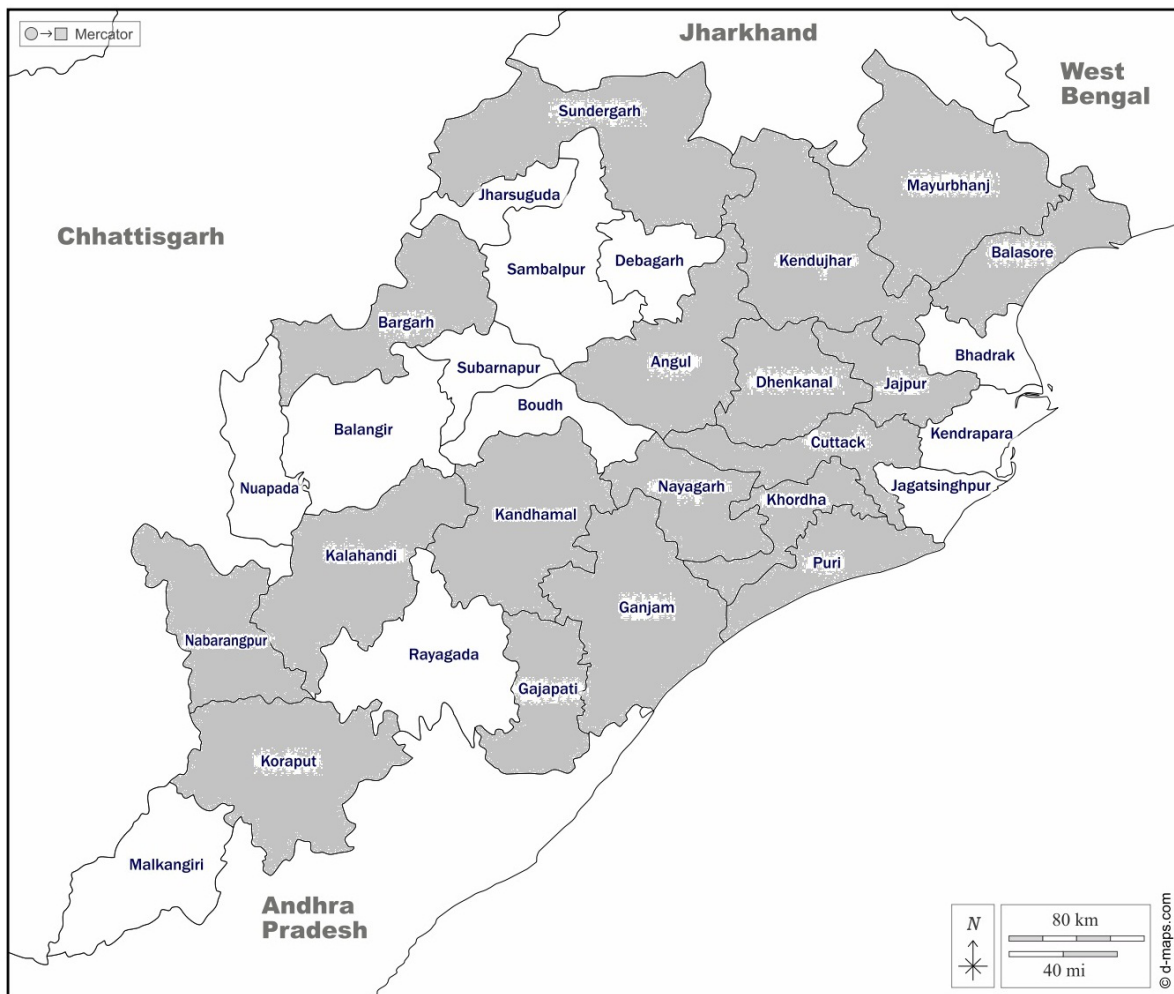 Mercator
Jharkhand
West
Bengal
Sundergarh
Mayurbhanj
Jharsuguda
Chhattisgarh
Balasore
Sambalpur
Debagarh
Kendujhar
Bargarh
Bhadrak
Angul
Subarnapur
Dhenkanal
Jajpur
Boudh
Balangir
Kendrapara
Cuttack
Nuapada
Nayagarh
Khordha
Jagatsinghpur
Kandhamal
Kalahandi
Puri
Ganjam
Nabarangpur
Rayagada
Gajapati
Koraput
Malkangiri
Andhra
Pradesh
N
80 km
40 mi
© d-maps.com